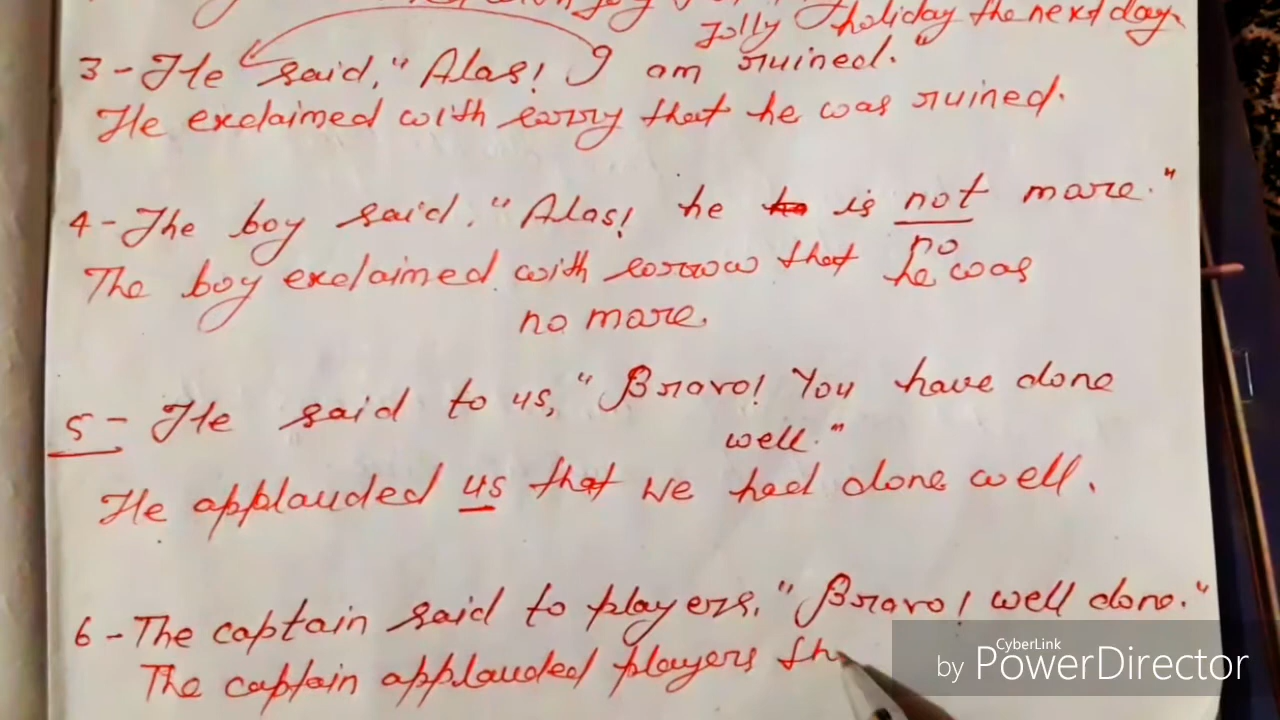 Jolly holiday the next day
3 - He said, "Alas! I am ruined."
He exclaimed with sorry that he was ruined.
4 - The boy said, "Alas! he is not more."
no
The boy exclaimed with sorrow that he was
no more.
5 - He said to us, "Bravo! You have done
well."
He applauded us that we had done well.
6 - The captain said to players, "Bravo! well done."
The captain applauded players th
CyberLink
by PowerDirector